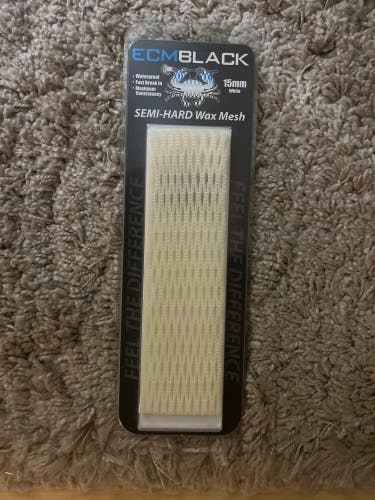 ECMBLACK
• Waterproof
• Fast Break In
• Maximum
Consistency
15mm
White
SEMI-HARD Wax Mesh
FEEL THE DIFFERENCE
FEEL THE DIFFERENCE